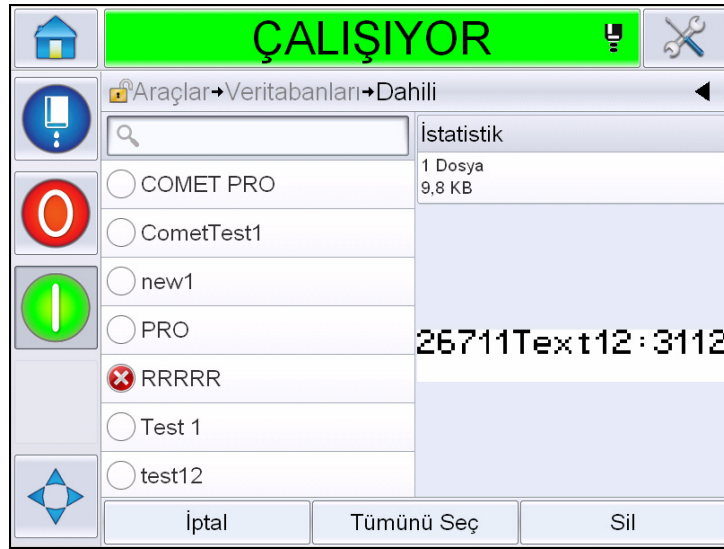 ÇALIŞIYOR
Araçlar→Veritabanları→Dahili
İstatistik
1 Dosya
9,8 KB
COMET PRO
CometTest1
new1
PRO
RRRRR
Test 1
test12
26711Text12:3112
İptal
Tümünü Seç
Sil